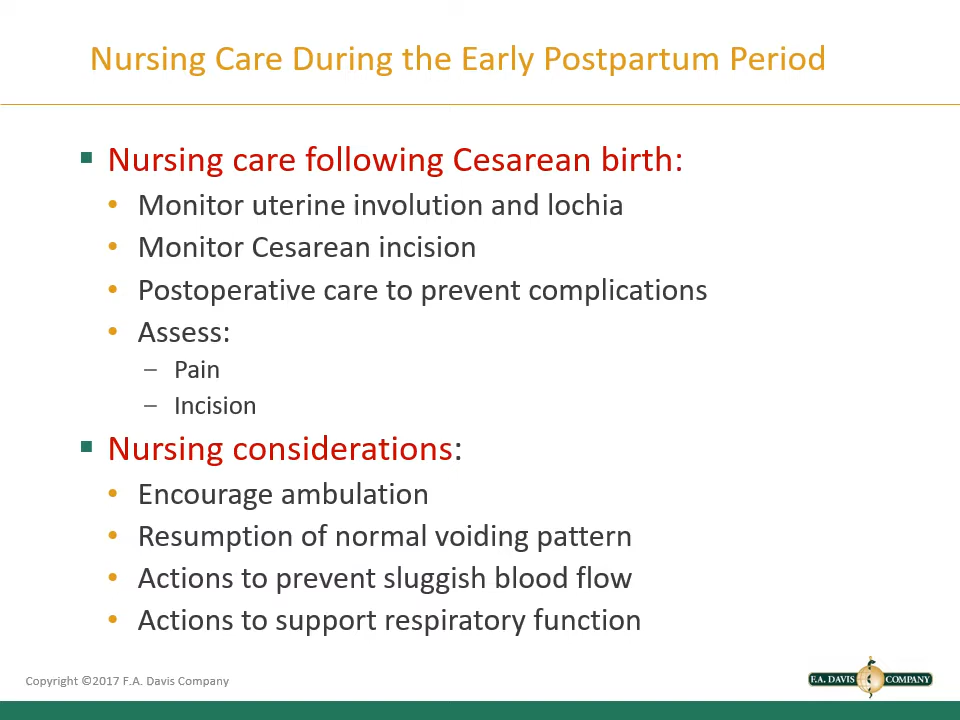 Nursing Care During the Early Postpartum Period
▪ Nursing care following Cesarean birth:
• Monitor uterine involution and lochia
• Monitor Cesarean incision
• Postoperative care to prevent complications
• Assess:
– Pain
– Incision
▪ Nursing considerations:
• Encourage ambulation
• Resumption of normal voiding pattern
• Actions to prevent sluggish blood flow
• Actions to support respiratory function
Copyright ©2017 F.A. Davis Company
F.A. DAVIS COMPANY